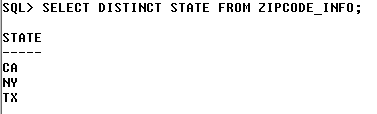 SQL> SELECT DISTINCT STATE FROM ZIPCODE_INFO;
STATE
-----
CA
NY
TX